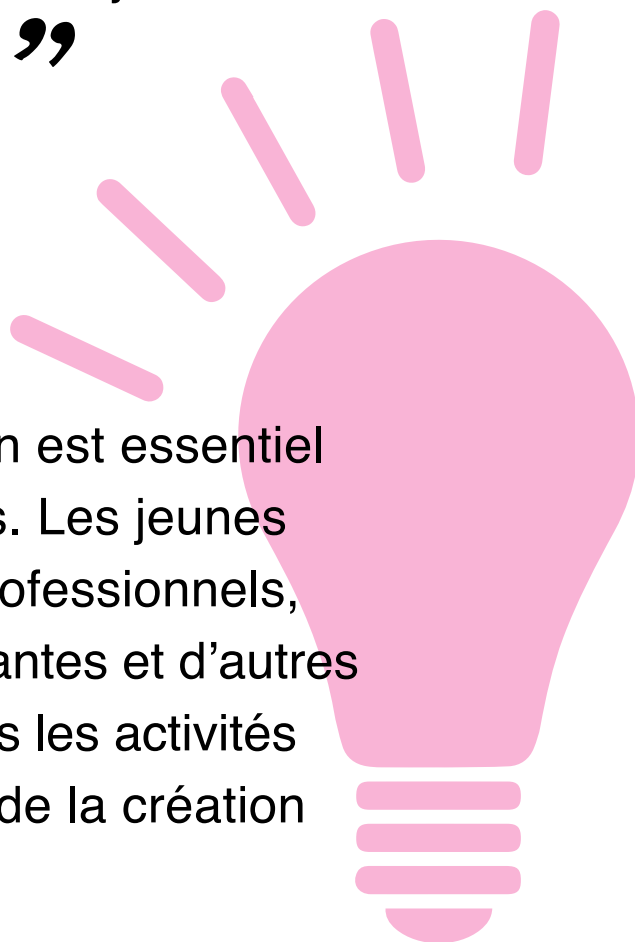 ”
n est essentiel
s. Les jeunes
ofessionnels,
antes et d’autres
s les activités
de la création